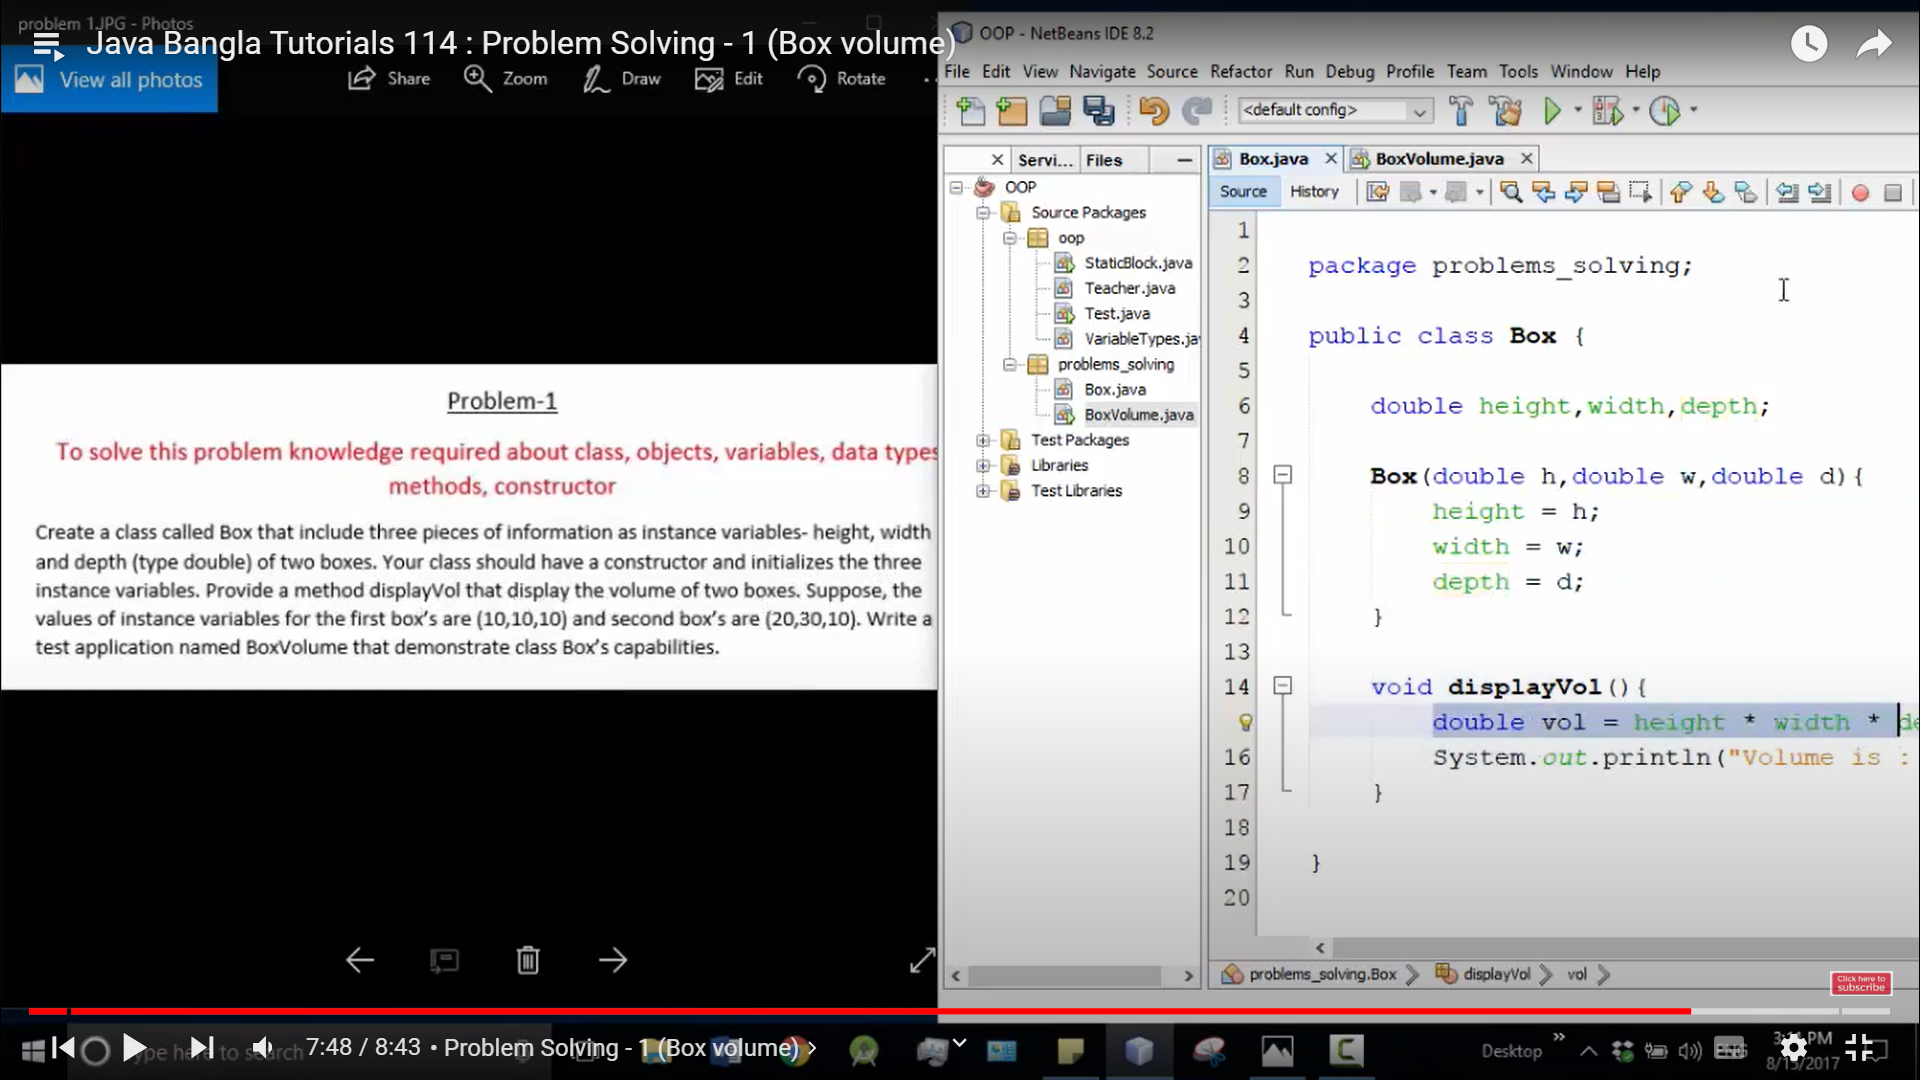 problem 1.JPG - Photos
Java Bangla Tutorials 114 : Problem Solving - 1 (Box volume)
View all photos
Share
Zoom
Draw
Edit
Rotate
Problem-1
To solve this problem knowledge required about class, objects, variables, data types
methods, constructor
Create a class called Box that include three pieces of information as instance variables- height, width
and depth (type double) of two boxes. Your class should have a constructor and initializes the three
instance variables. Provide a method displayVol that display the volume of two boxes. Suppose, the
values of instance variables for the first box's are (10,10,10) and second box's are (20,30,10). Write a
test application named BoxVolume that demonstrate class Box's capabilities.
OOP - NetBeans IDE 8.2
File Edit View Navigate Source Refactor Run Debug Profile Team Tools Window Help
<default config>
Servi... Files
OOP
Source Packages
oop
StaticBlock.java
Teacher.java
Test.java
VariableTypes.ja
problems_solving
Box.java
BoxVolume.java
Test Packages
Libraries
Test Libraries
Box.java BoxVolume.java
Source History
1
2 package problems_solving;
3
4 public class Box {
5
6 double height,width,depth;
7
8 Box(double h,double w,double d){
9 height = h;
10 width = w;
11 depth = d;
12 }
13
14 void displayVol(){
double vol = height * width * de
16 System.out.println("Volume is :
17 }
18
19 }
20
problems_solving.Box displayVol vol
Click here to
subscribe
7:48 / 8:43 • Problem Solving - 1 (Box volume)
Type here to search
Desktop
ENG
8/15/2017